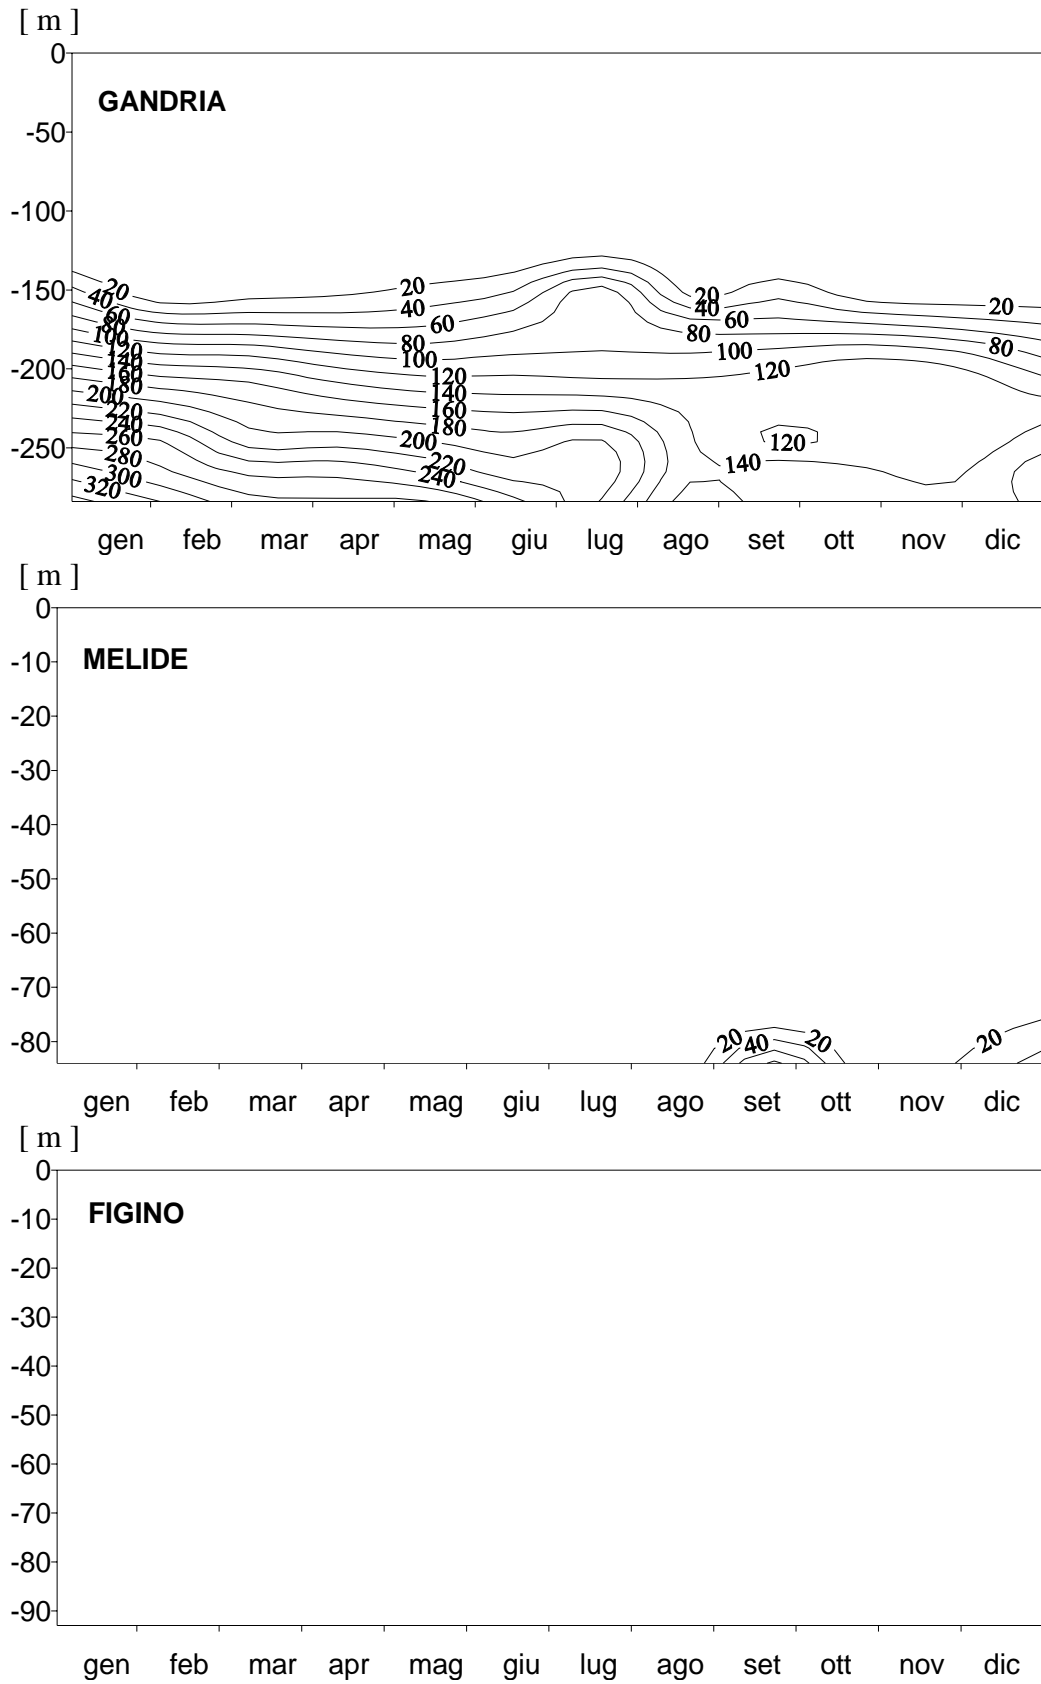 [ m ]
0
GANDRIA
-50
-100
-150
-200
-250
20 40 60 80 100 120 140 160 180 200 220 240 260 280 300 320
20 40 60 80 100 120 140 160 180 200 220 240
20 40 60 80 100 120 120 140
20 80
gen feb mar apr mag giu lug ago set ott nov dic
[ m ]
0
MELIDE
-10
-20
-30
-40
-50
-60
-70
-80
20 40 20 20
gen feb mar apr mag giu lug ago set ott nov dic
[ m ]
0
FIGINO
-10
-20
-30
-40
-50
-60
-70
-80
-90
gen feb mar apr mag giu lug ago set ott nov dic